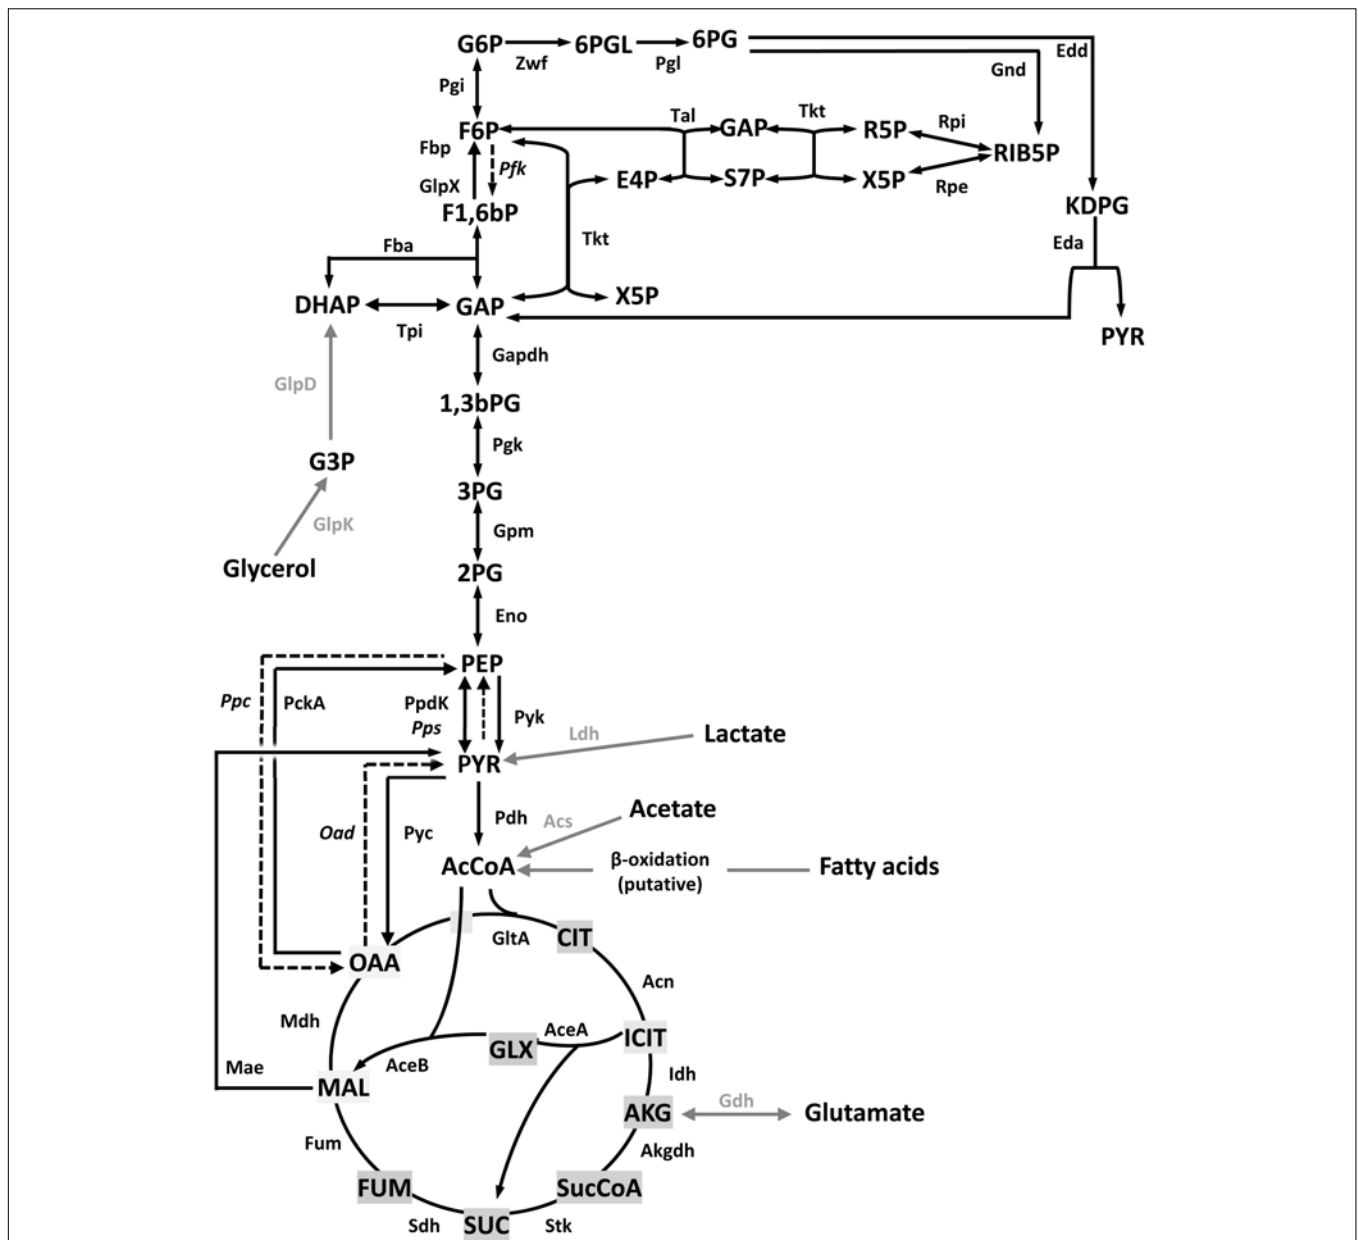 G6P
6PGL
6PG
Zwf
Pgl
Edd
Gnd
Pgi
Tal
Tkt
F6P
GAP
R5P
Rpi
RIB5P
Fbp
Pfk
GlpX
E4P
S7P
X5P
Rpe
F1,6bP
KDPG
Fba
Tkt
Eda
DHAP
GAP
X5P
Tpi
PYR
Gapdh
GlpD
1,3bPG
Pgk
G3P
3PG
GlpK
Gpm
Glycerol
2PG
Eno
PEP
Ppc
PckA
PpdK
Pps
Pyk
Ldh
Lactate
PYR
Oad
Pyc
Pdh
Acs
Acetate
AcCoA
β-oxidation
(putative)
Fatty acids
GltA
CIT
OAA
Acn
Mdh
AceA
ICIT
GLX
Mae
AceB
Idh
MAL
AKG
Gdh
Glutamate
Fum
Akgdh
FUM
SucCoA
Sdh
SUC
Stk